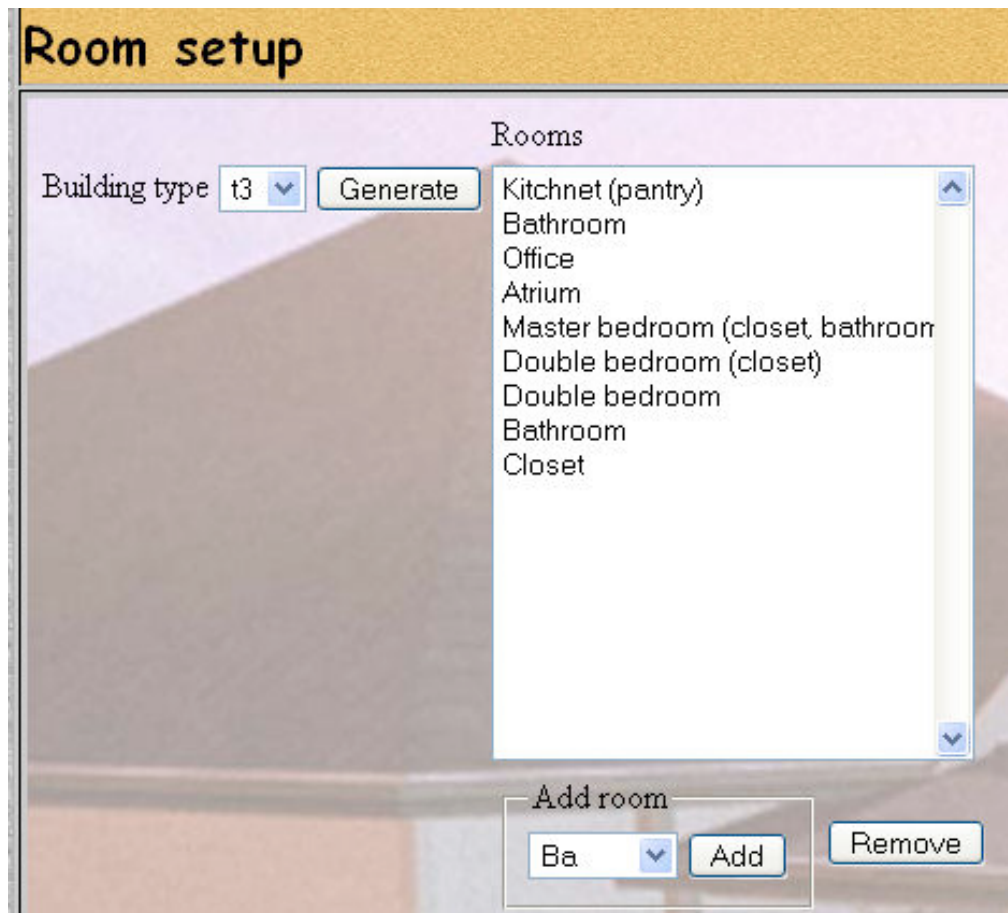 Room setup
Rooms
Building type t3 Generate
Kitchnet (pantry)
Bathroom
Office
Atrium
Master bedroom (closet, bathroom
Double bedroom (closet)
Double bedroom
Bathroom
Closet
Add room
Ba Add Remove